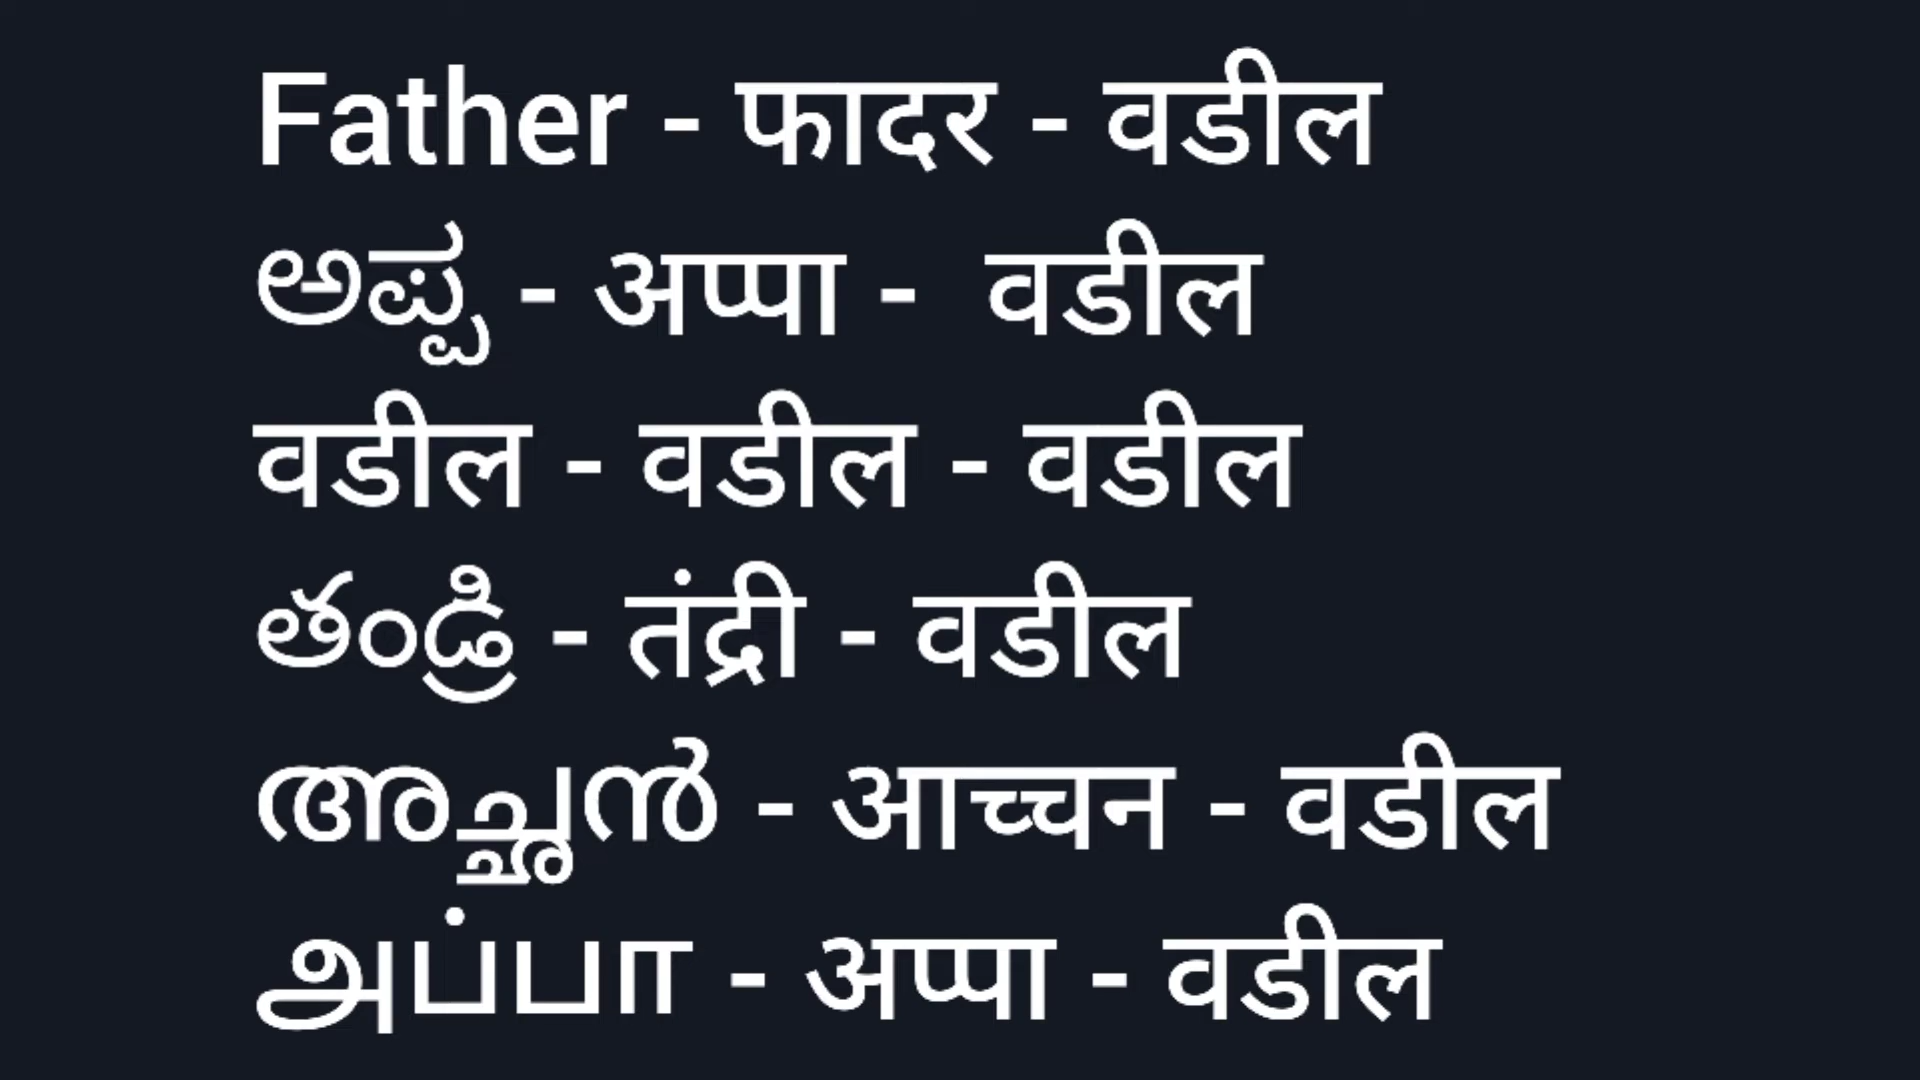 Father - फादर - वडील
ಅಪ್ಪ - अप्पा - वडील
वडील - वडील - वडील
తండ్రి - तंद्री - वडील
അച്ഛൻ - आच्चन - वडील
அப்பா - अप्पा - वडील